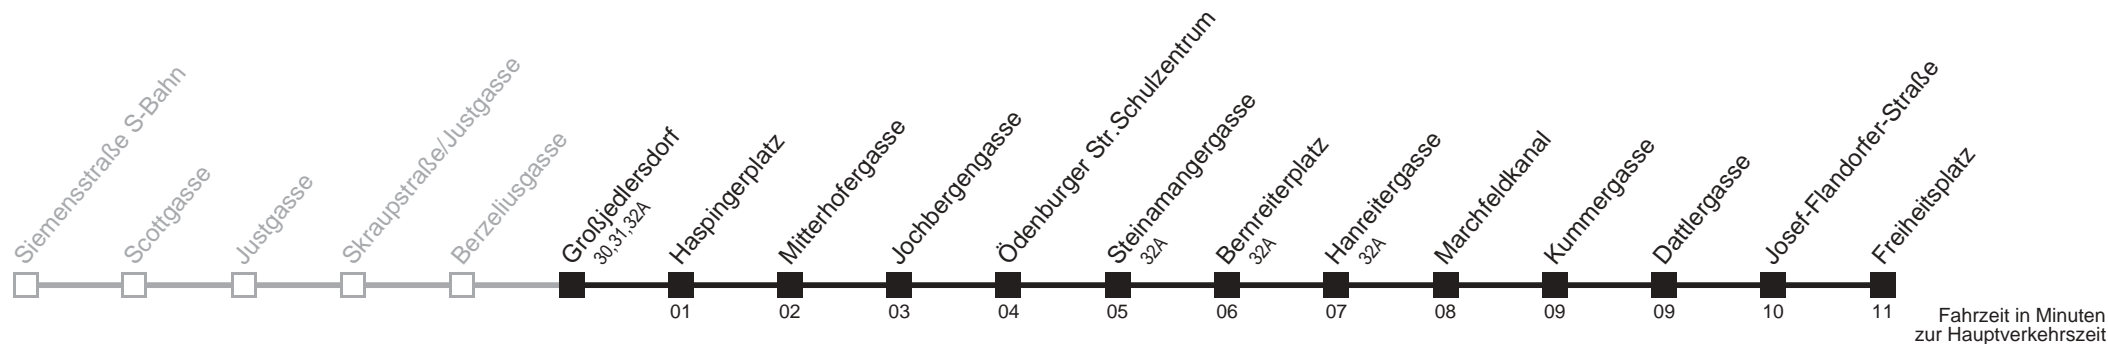 Siemensstraße S-Bahn
Scottgasse
Justgasse
Skraupstraße/Justgasse
Berzeliusgasse
Großjedlersdorf
30,31,32A
Haspingerplatz
Mitterhofergasse
Jochbergengasse
Ödenburger Str.Schulzentrum
Steinamangergasse
32A
Bernreiterplatz
32A
Hanreitergasse
32A
Marchfeldkanal
Kummergasse
Dattlergasse
Josef-Flandorfer-Straße
Freiheitsplatz
01 02 03 04 05 06 07 08 09 09 10 11
Fahrzeit in Minuten
zur Hauptverkehrszeit